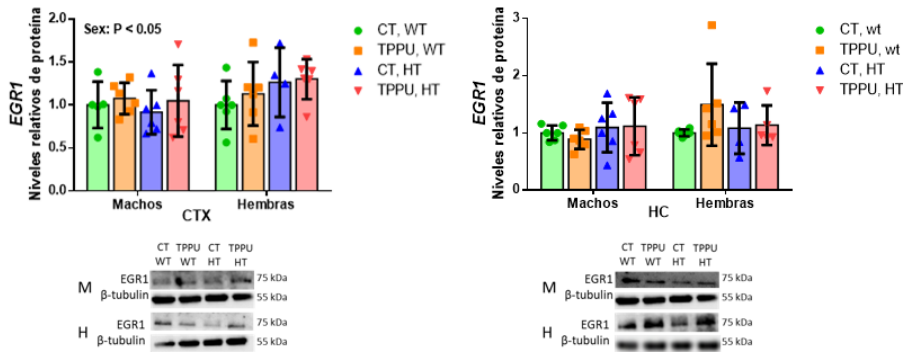 Sex: P < 0.05
CT, WT
TPPU, WT
CT, HT
TPPU, HT
EGR1
Niveles relativos de proteína
2.0
1.5
1.0
0.5
0.0
Machos
Hembras
CTX
CT, wt
TPPU, wt
CT, HT
TPPU, HT
EGR1
Niveles relativos de proteína
3
2
1
0
Machos
Hembras
HC
CT TPPU CT TPPU
WT WT HT HT
M
EGR1 75 kDa
β-tubulin 55 kDa
H
EGR1 75 kDa
β-tubulin 55 kDa
CT TPPU CT TPPU
WT WT HT HT
M
EGR1 75 kDa
β-tubulin 55 kDa
H
EGR1 75 kDa
β-tubulin 55 kDa